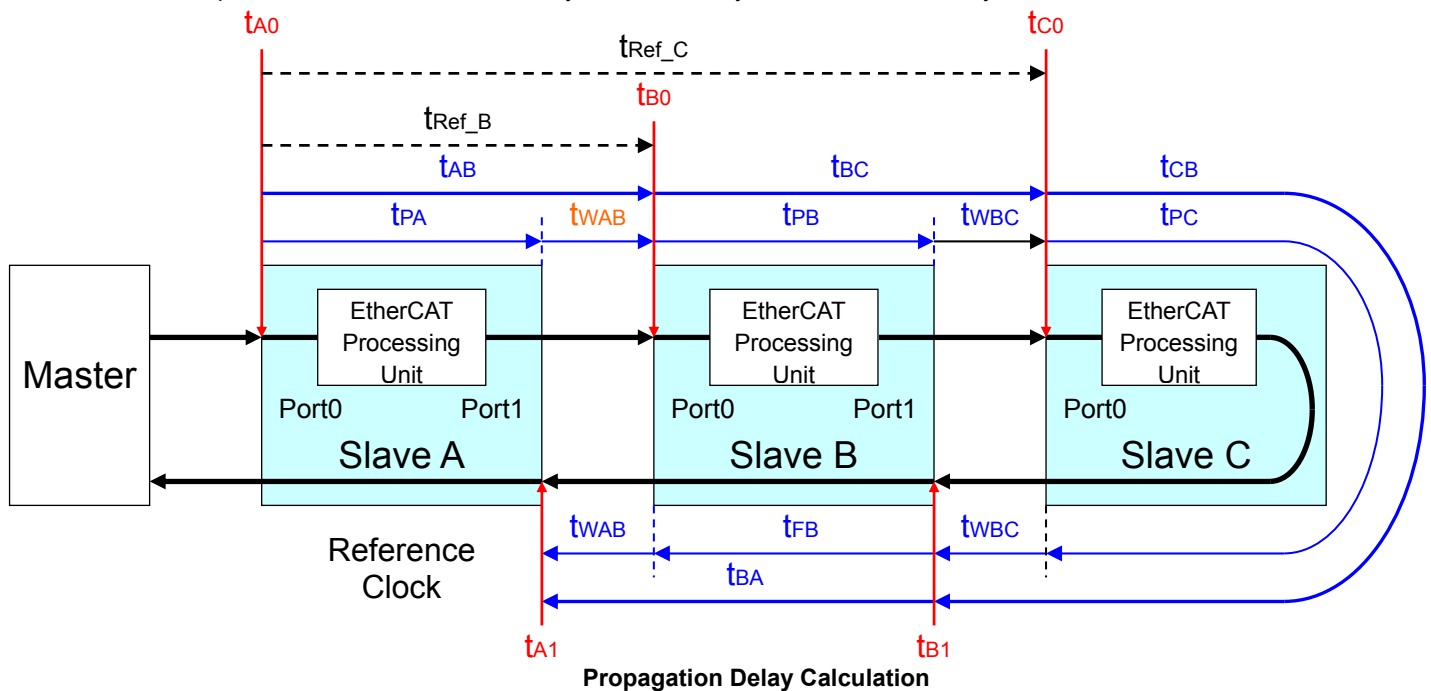 tA0
tC0
tRef_C
tB0
tRef_B
tAB
tBC
tCB
tPA
tWAB
tPB
tWBC
tPC
Master
EtherCAT
Processing
Unit
EtherCAT
Processing
Unit
EtherCAT
Processing
Unit
Port0
Port1
Port0
Port1
Port0
Slave A
Slave B
Slave C
Reference
Clock
tWAB
tFB
tWBC
tBA
tA1
tB1
Propagation Delay Calculation